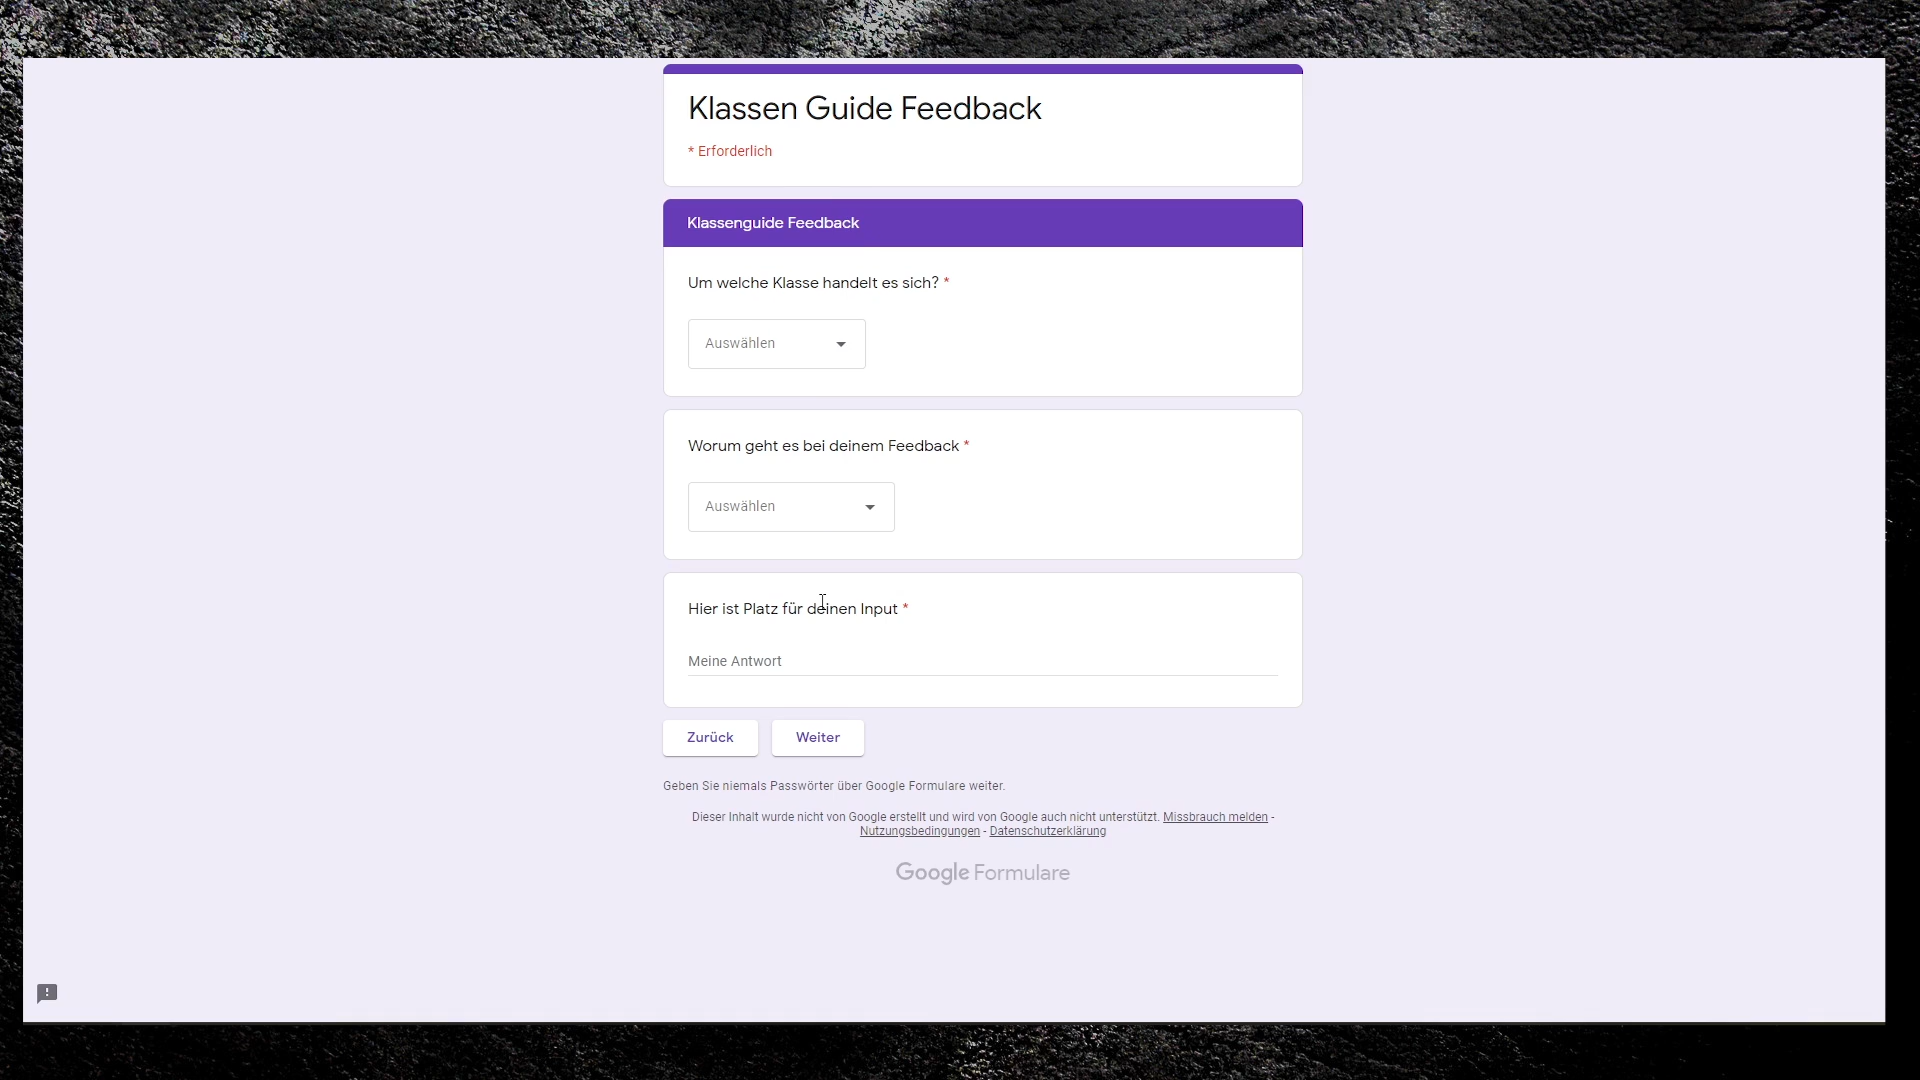 Klassen Guide Feedback
* Erforderlich
Klassenguide Feedback
Um welche Klasse handelt es sich? *
Auswählen
Worum geht es bei deinem Feedback *
Auswählen
Hier ist Platz für deinen Input *
Meine Antwort
Zurück
Weiter
Geben Sie niemals Passwörter über Google Formulare weiter.
Dieser Inhalt wurde nicht von Google erstellt und wird von Google auch nicht unterstützt. Missbrauch melden -
Nutzungsbedingungen - Datenschutzerklärung
Google Formulare